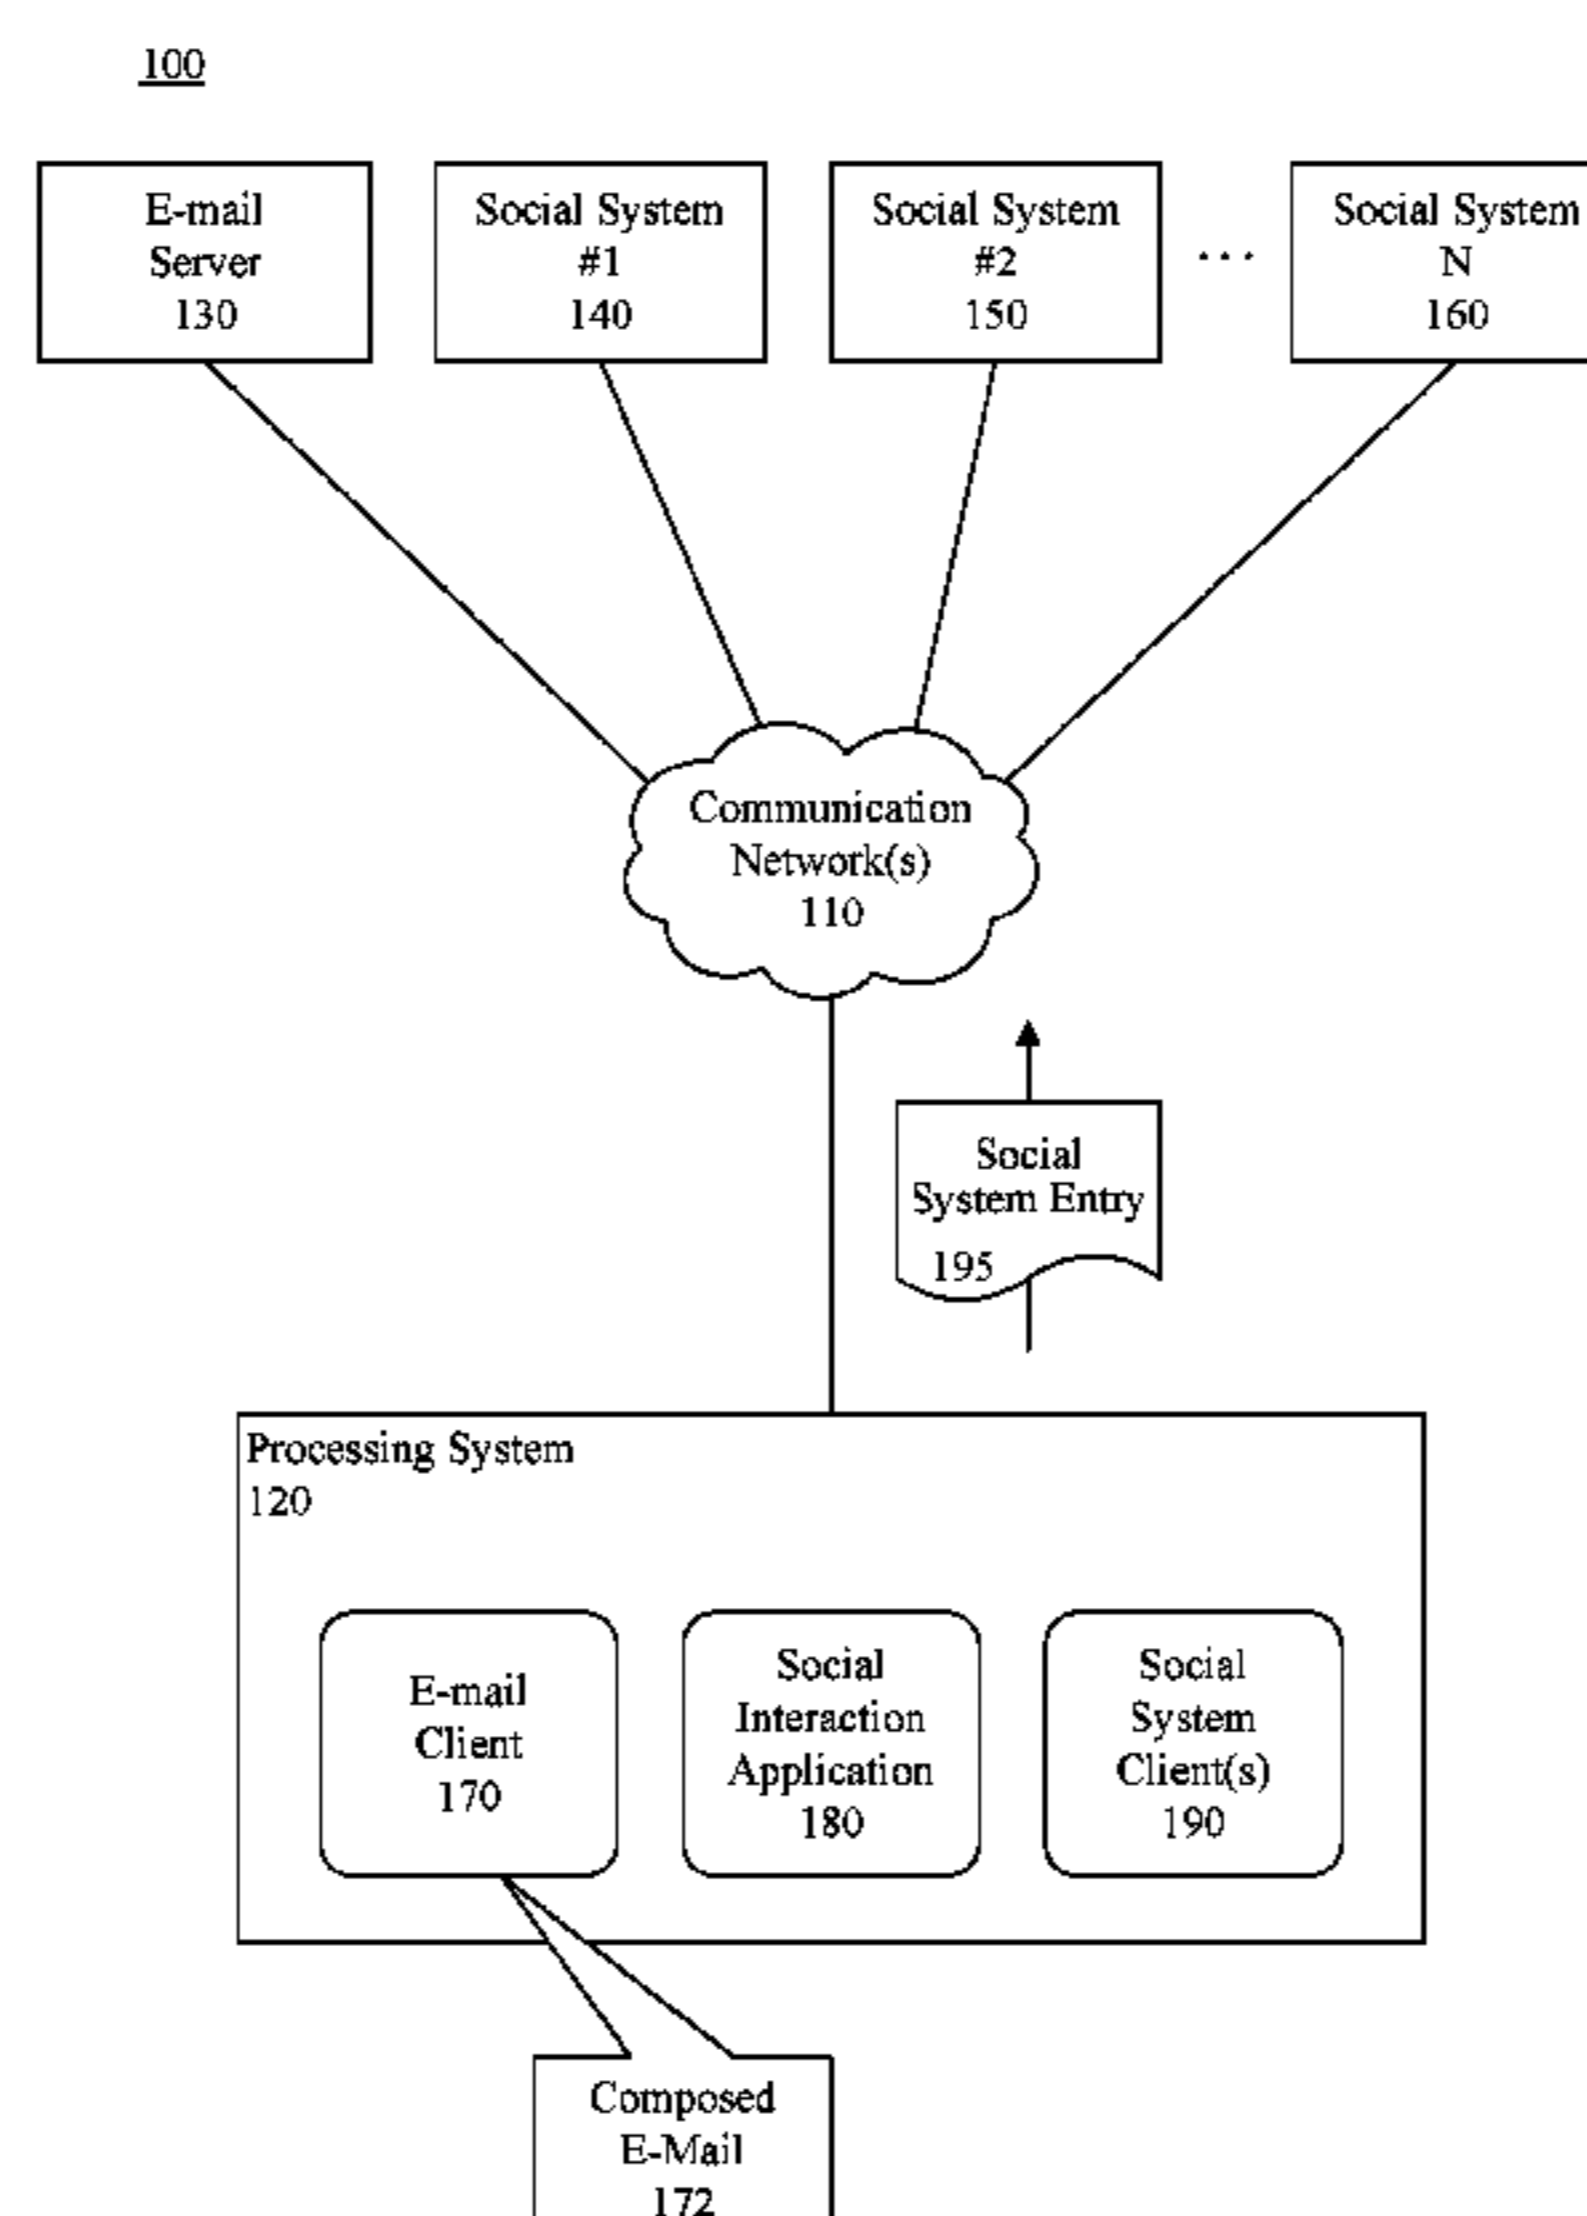 100
E-mail
Server
130
Social System
#1
140
Social System
#2
150
...
Social System
N
160
Communication
Network(s)
110
Social
System Entry
195
Processing System
120
E-mail
Client
170
Social
Interaction
Application
180
Social
System
Client(s)
190
Composed
E-Mail
172